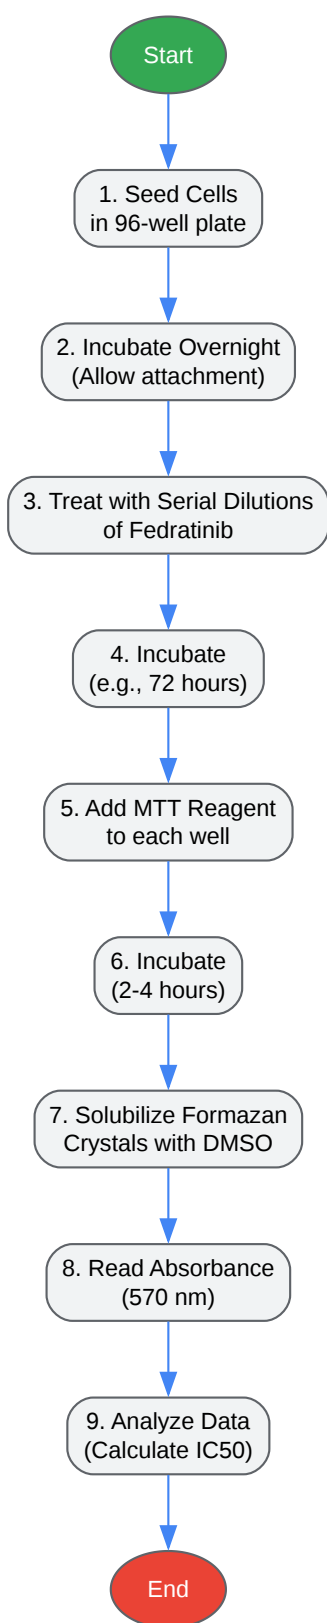 Start
1. Seed Cells
in 96-well plate
2. Incubate Overnight
(Allow attachment)
3. Treat with Serial Dilutions
of Fedratinib
4. Incubate
(e.g., 72 hours)
5. Add MTT Reagent
to each well
6. Incubate
(2-4 hours)
7. Solubilize Formazan
Crystals with DMSO
8. Read Absorbance
(570 nm)
9. Analyze Data
(Calculate IC50)
End